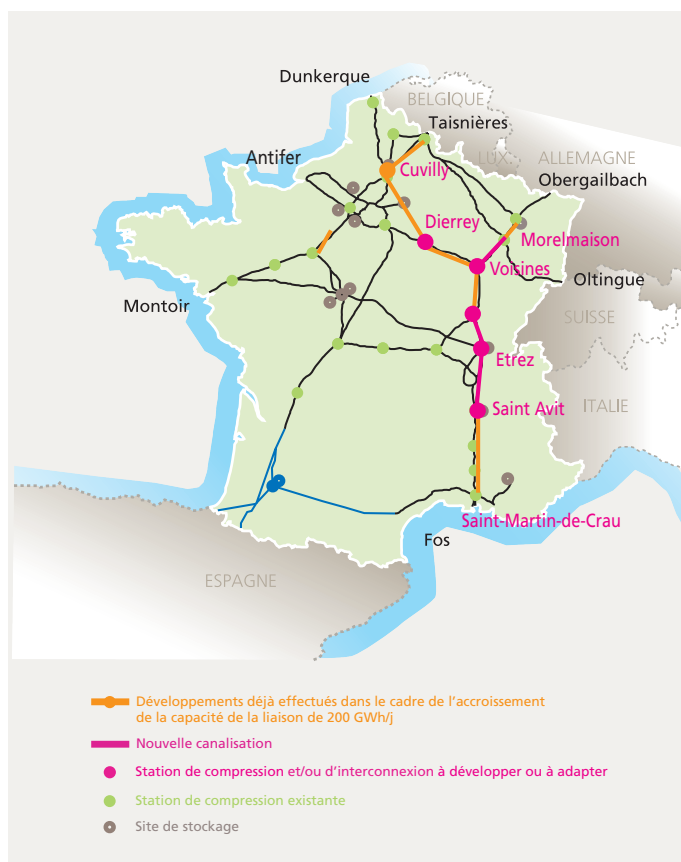 Dunkerque
BELGIQUE
Taisnières
Antifer
LUX.
ALLEMAGNE
Cuvilly
Obergailbach
Dierrey
Morelmaison
Voisines
Oltingue
Montoir
SUISSE
Etrez
ITALIE
Saint Avit
Saint-Martin-de-Crau
Fos
ESPAGNE
Développements déjà effectués dans le cadre de l’accroissement
de la capacité de la liaison de 200 GWh/j
Nouvelle canalisation
Station de compression et/ou d’interconnexion à développer ou à adapter
Station de compression existante
Site de stockage